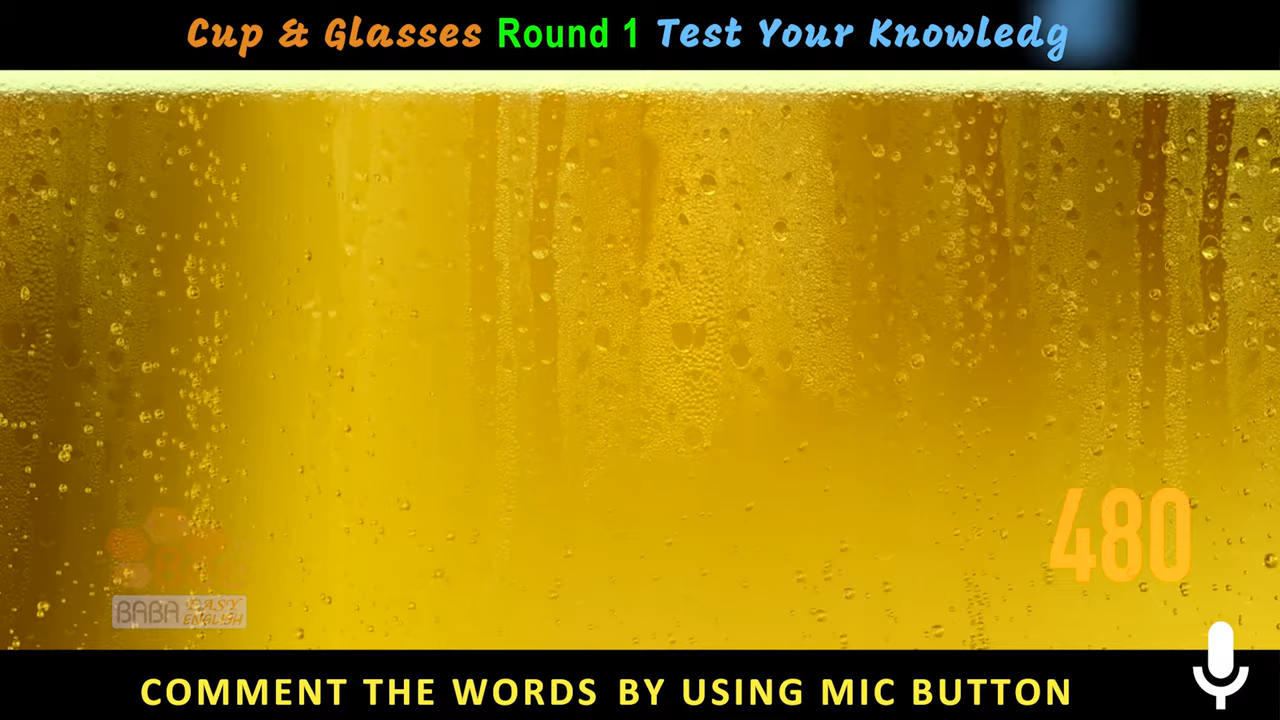 Cup & Glasses Round 1 Test Your Knowledg
480
BABA EASY
ENGLISH
COMMENT THE WORDS BY USING MIC BUTTON